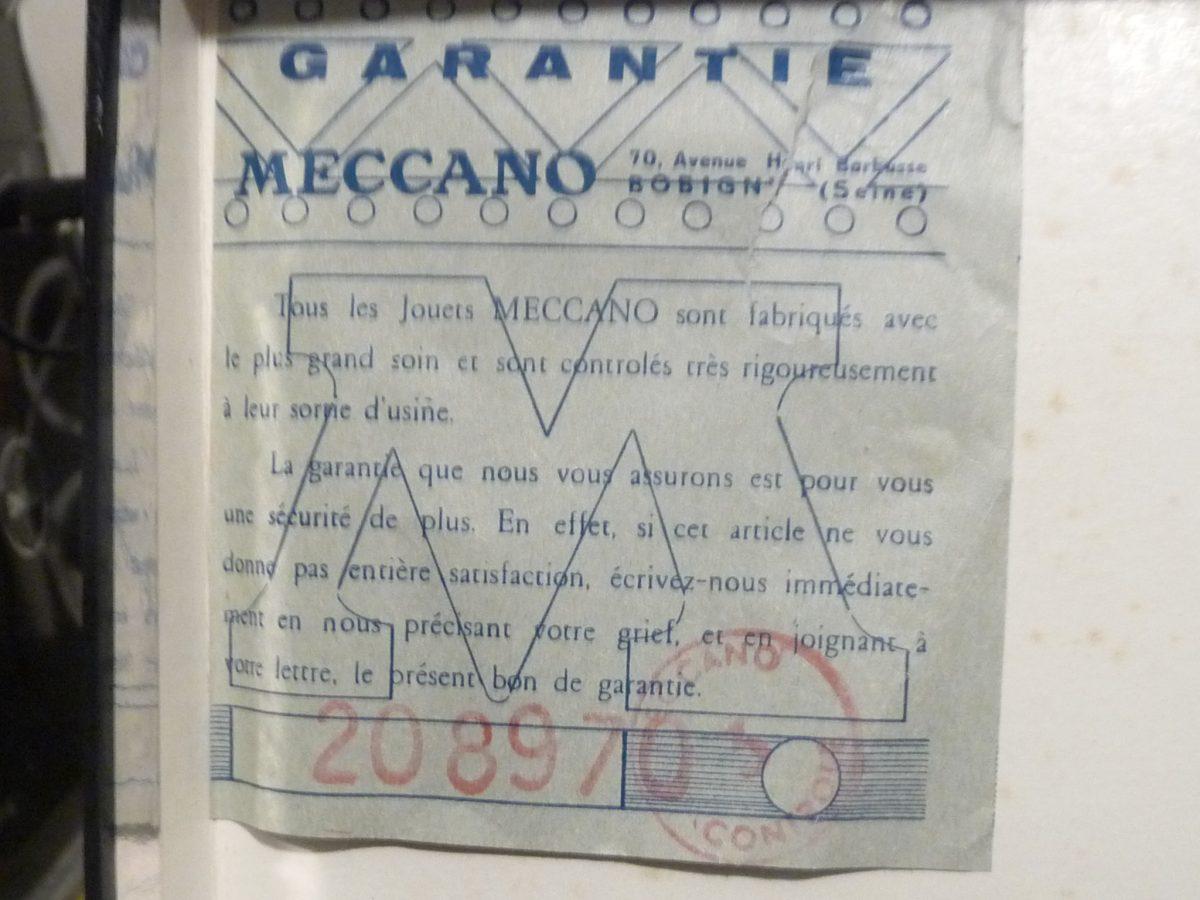 GARANTIE
MECCANO
70, Avenue Henri Barbusse
BOBIGNY (Seine)
Tous les Jouets MECCANO sont fabriqués avec
le plus grand soin et sont controlés très rigoureusement
à leur sortie d'usine.
La garantie que nous vous assurons est pour vous
une sécurité de plus. En effet, si cet article ne vous
donne pas entière satisfaction, écrivez-nous immédiate-
ment en nous précisant votre grief, et en joignant à
votre lettre, le présent bon de garantie.
208970
MECCANO